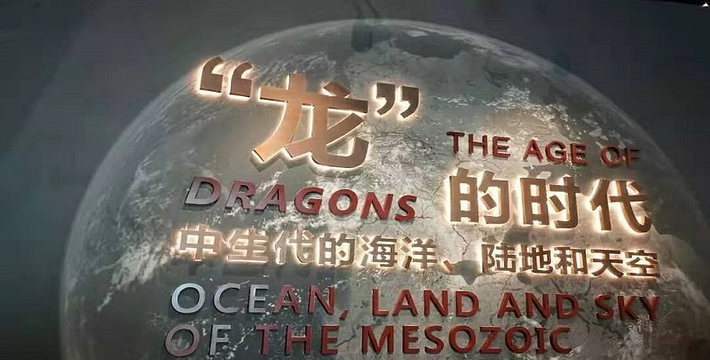 “龙”
THE AGE OF
DRAGONS
的时代
中生代的海洋、陆地和天空
OCEAN, LAND AND SKY
OF THE MESOZOIC